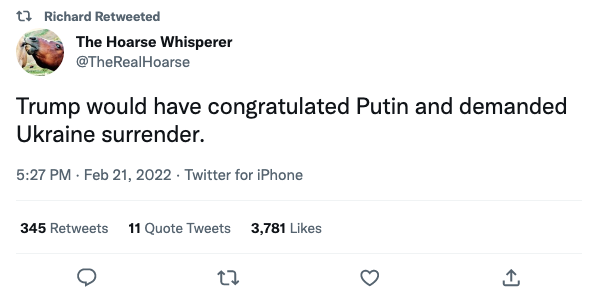 Richard Retweeted
The Hoarse Whisperer
@TheRealHoarse
Trump would have congratulated Putin and demanded
Ukraine surrender.
5:27 PM · Feb 21, 2022 · Twitter for iPhone
345 Retweets 11 Quote Tweets 3,781 Likes